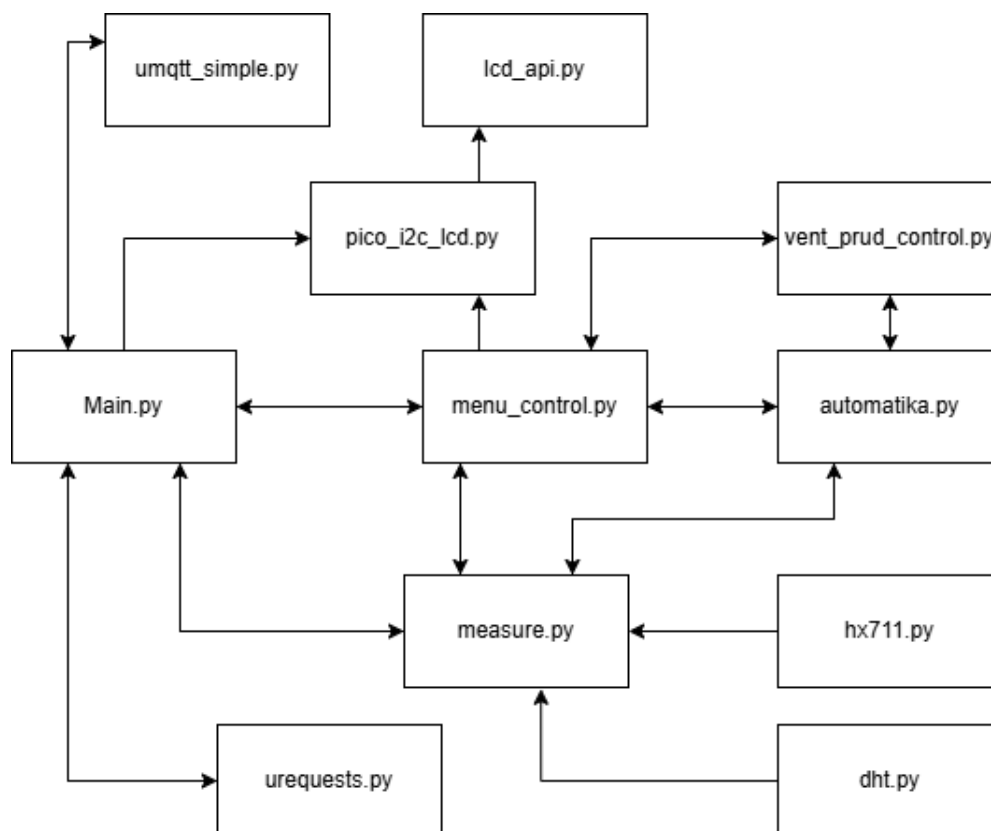 umqtt_simple.py
lcd_api.py
pico_i2c_lcd.py
vent_prud_control.py
Main.py
menu_control.py
automatika.py
measure.py
hx711.py
urequests.py
dht.py